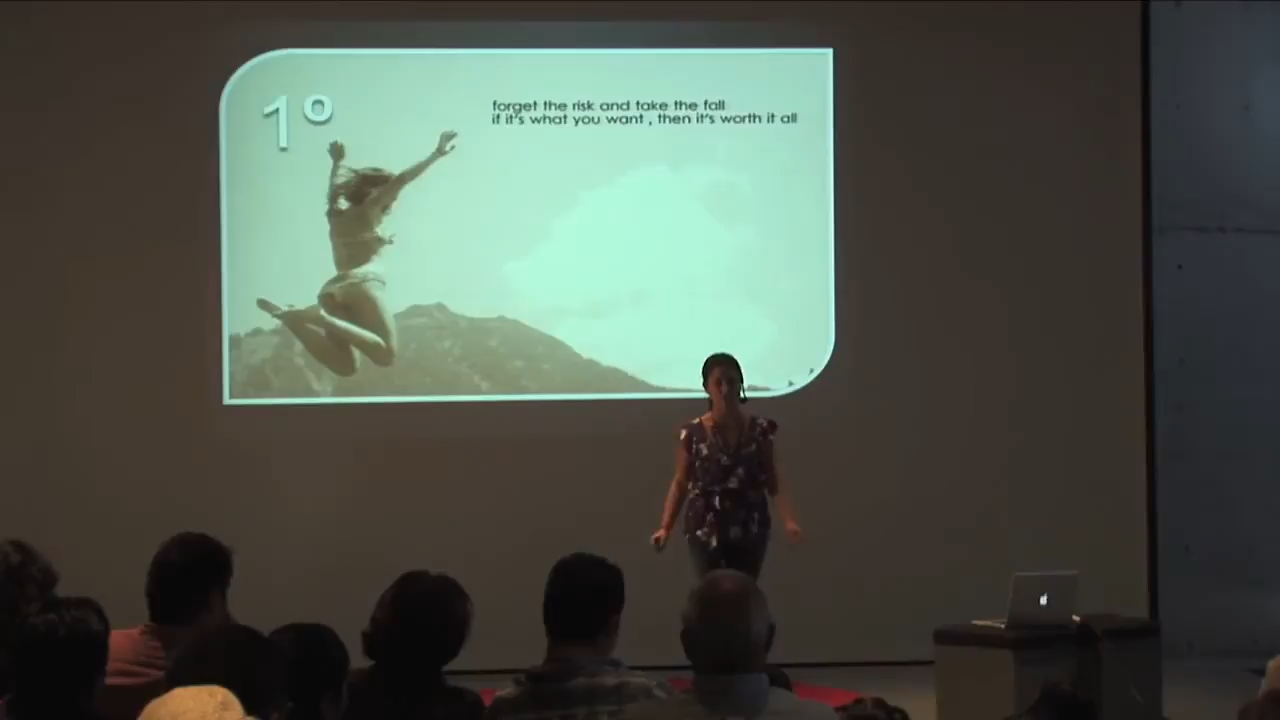 1º
forget the risk and take the fall
if it's what you want , then it's worth it all